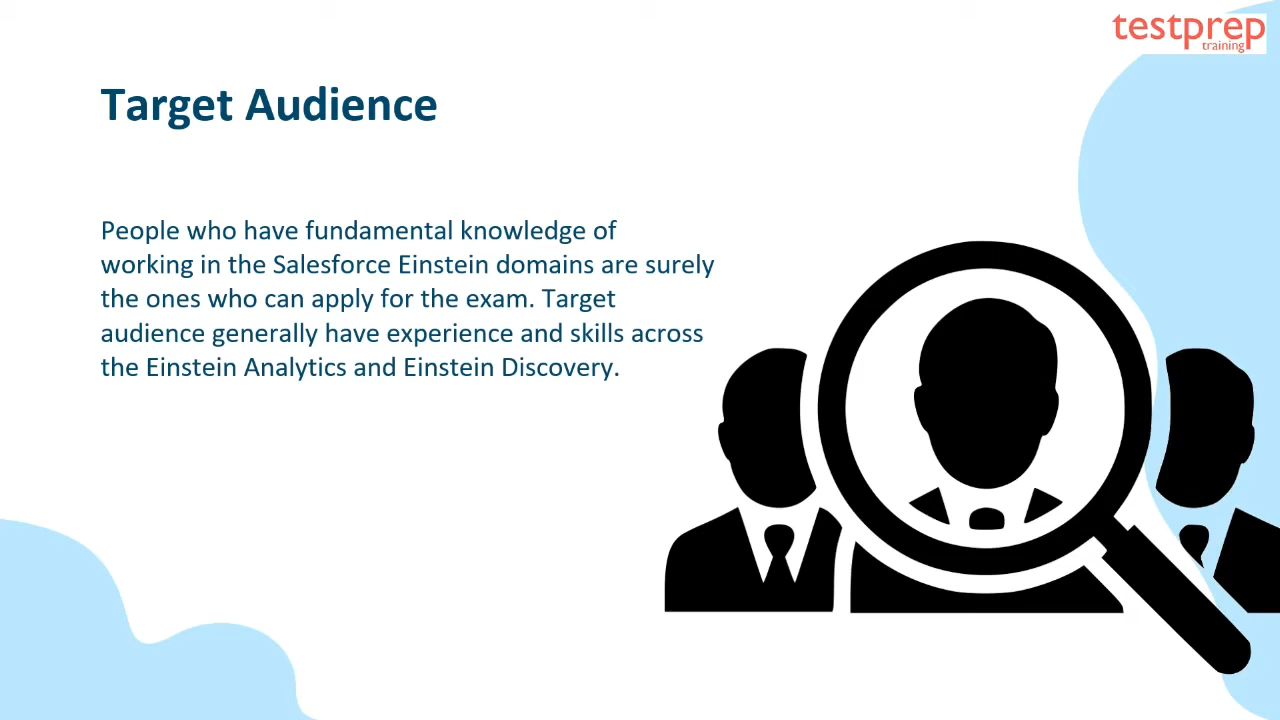 testprep
training
Target Audience
People who have fundamental knowledge of
working in the Salesforce Einstein domains are surely
the ones who can apply for the exam. Target
audience generally have experience and skills across
the Einstein Analytics and Einstein Discovery.